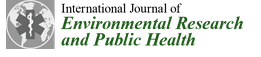 International Journal of
Environmental Research
and Public Health